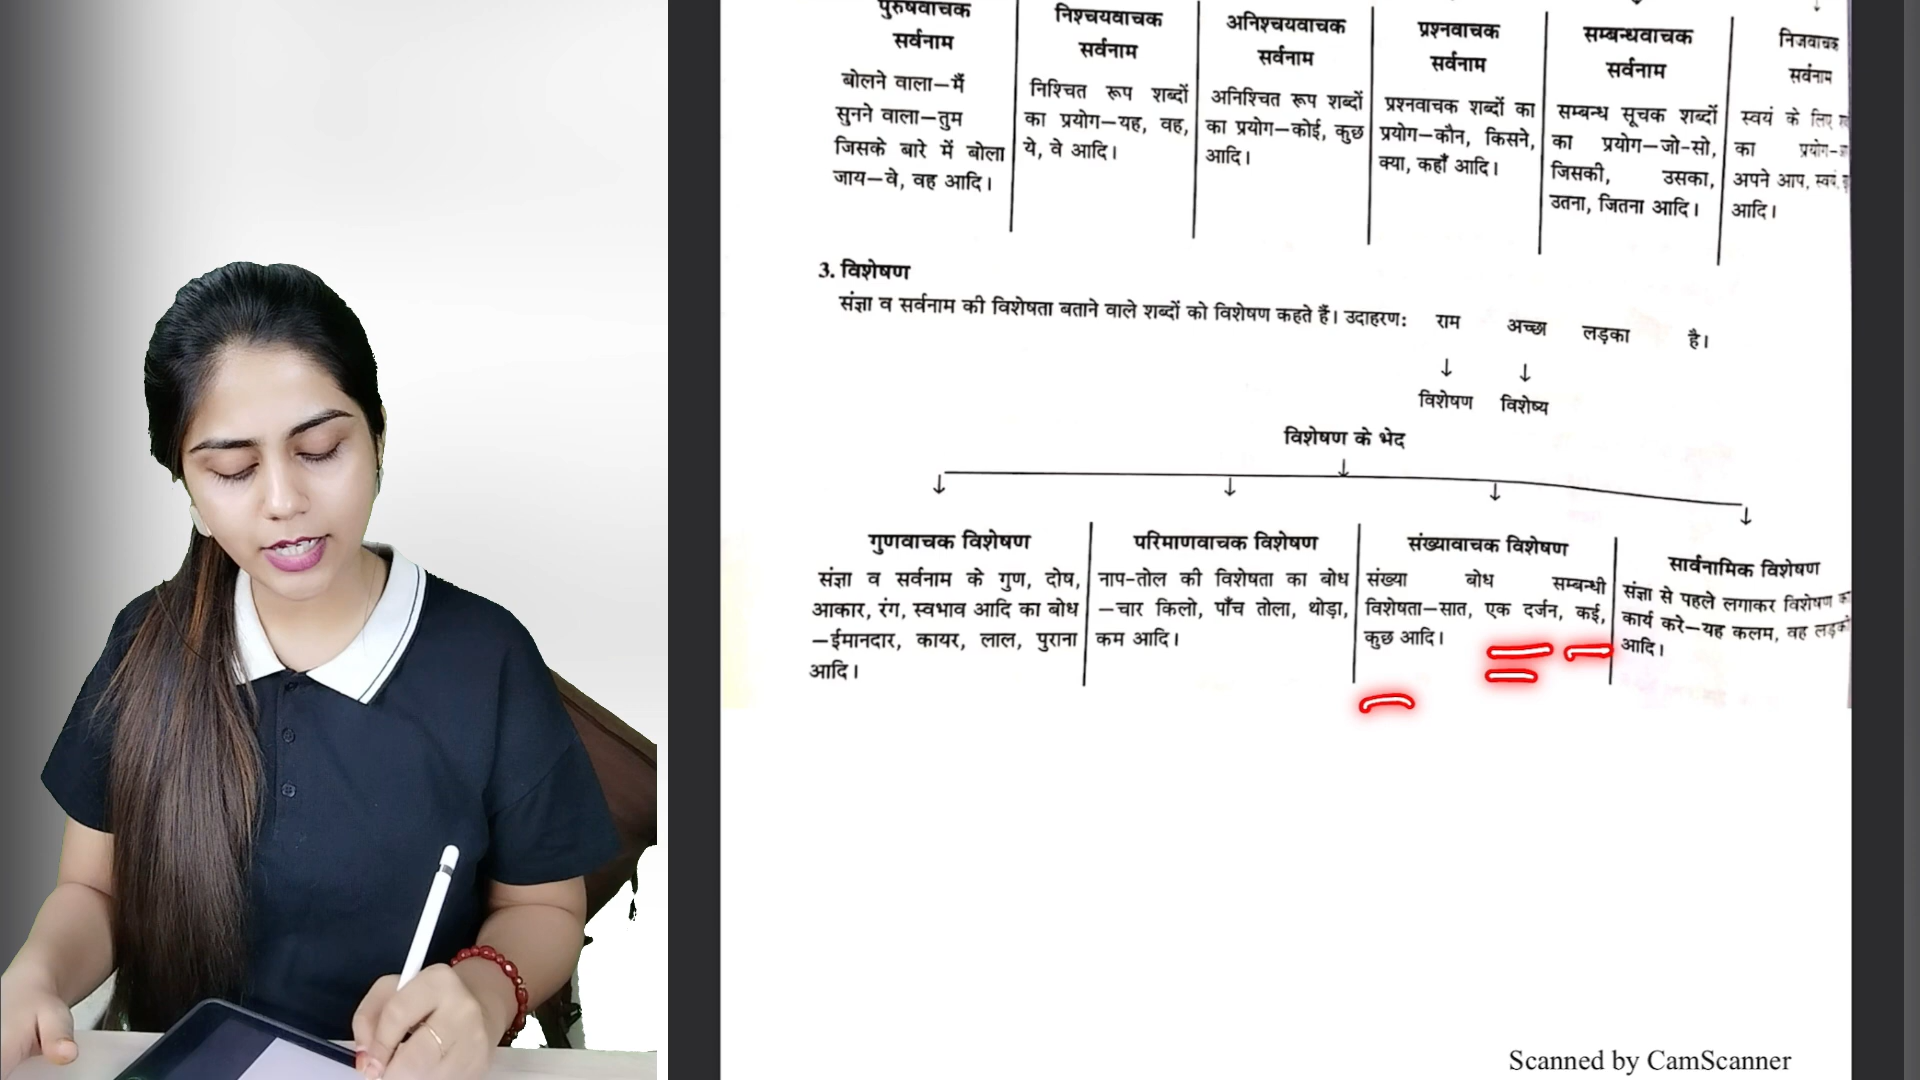 पुरुषवाचक
सर्वनाम
बोलने वाला—मैं
सुनने वाला—तुम
जिसके बारे में बोला
जाय—वे, वह आदि।
निश्चयवाचक
सर्वनाम
निश्चित रूप शब्दों
का प्रयोग—यह, वह,
ये, वे आदि।
अनिश्चयवाचक
सर्वनाम
अनिश्चित रूप शब्दों
का प्रयोग—कोई, कुछ
आदि।
प्रश्नवाचक
सर्वनाम
प्रश्नवाचक शब्दों का
प्रयोग—कौन, किसने,
क्या, कहाँ आदि।
सम्बन्धवाचक
सर्वनाम
सम्बन्ध सूचक शब्दों
का प्रयोग—जो-सो,
जिसकी, उसका,
उतना, जितना आदि।
निजवाचक
सर्वनाम
स्वयं के लिए
का प्रयोग—
अपने आप, स्वयं,
आदि।
3. विशेषण
संज्ञा व सर्वनाम की विशेषता बताने वाले शब्दों को विशेषण कहते हैं। उदाहरण: राम अच्छा लड़का है।
विशेषण विशेष्य
विशेषण के भेद
गुणवाचक विशेषण
संज्ञा व सर्वनाम के गुण, दोष,
आकार, रंग, स्वभाव आदि का बोध
—ईमानदार, कायर, लाल, पुराना
आदि।
परिमाणवाचक विशेषण
नाप-तोल की विशेषता का बोध
—चार किलो, पाँच तोला, थोड़ा,
कम आदि।
संख्यावाचक विशेषण
संख्या बोध सम्बन्धी
विशेषता—सात, एक दर्जन, कई,
कुछ आदि।
सार्वनामिक विशेषण
संज्ञा से पहले लगाकर विशेषण का
कार्य करे—यह कलम, वह लड़की
आदि।
Scanned by CamScanner